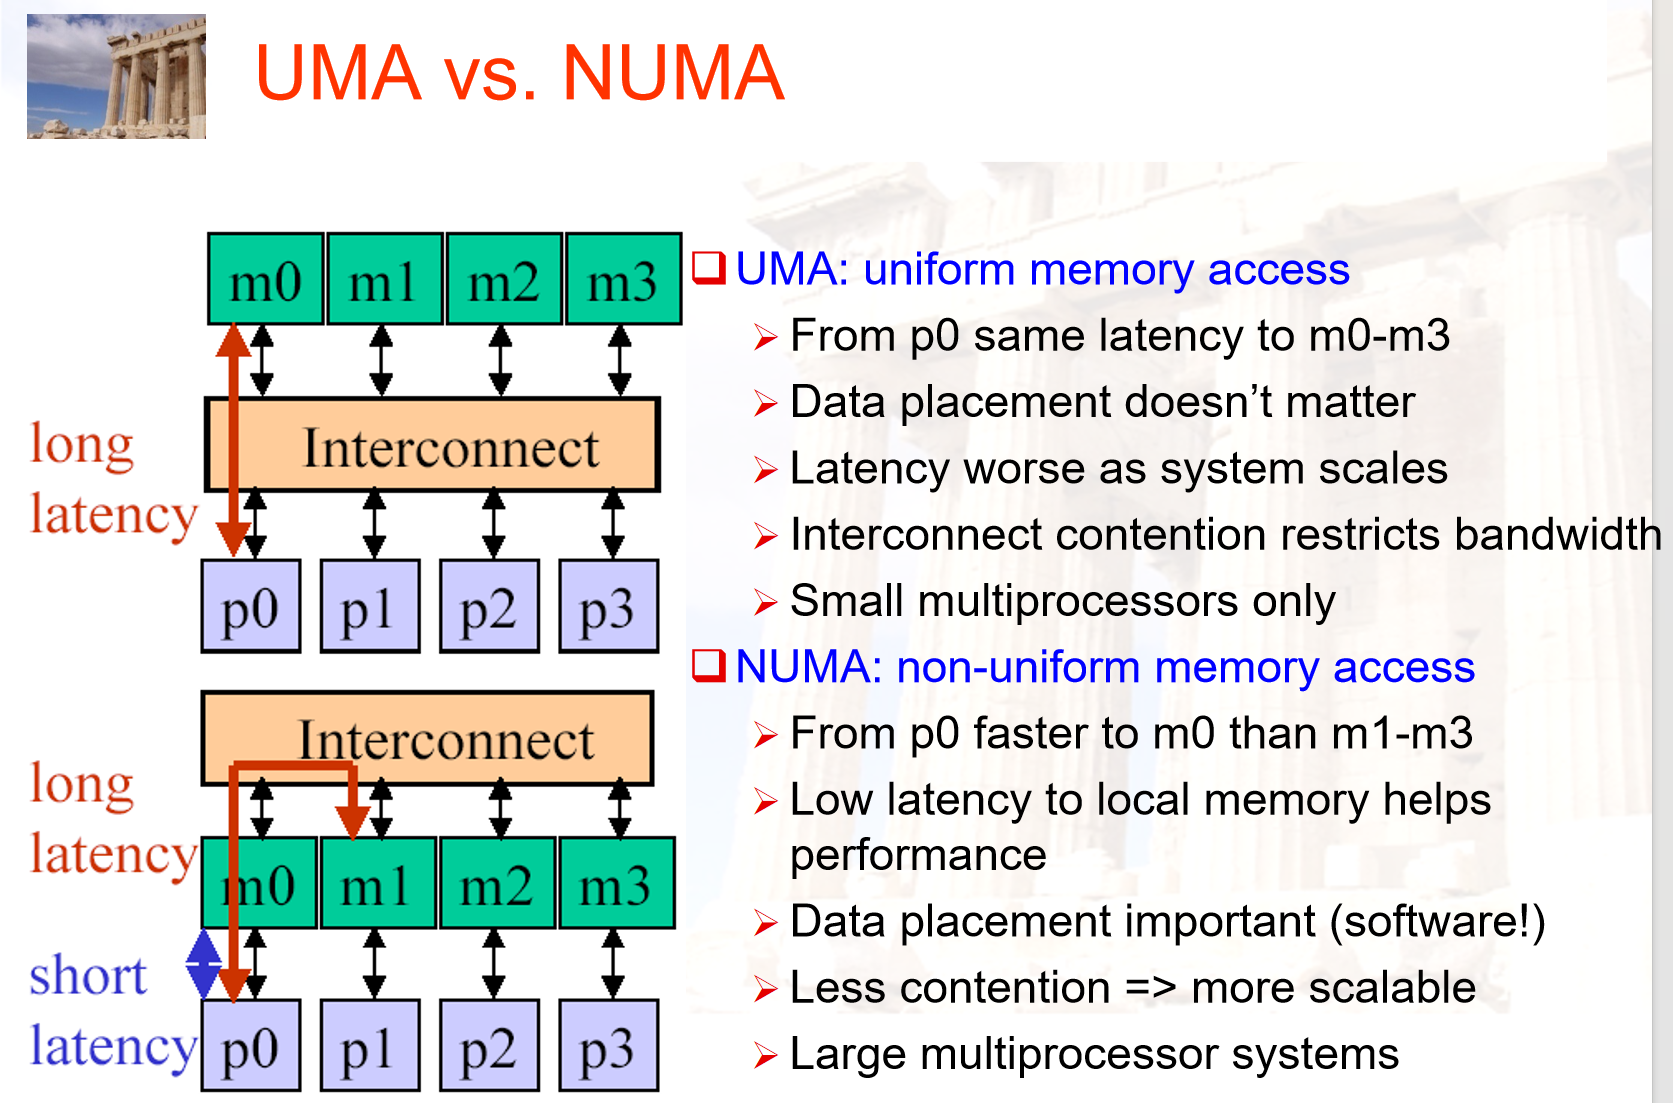 UMA vs. NUMA
m0 m1 m2 m3
long
latency
Interconnect
p0 p1 p2 p3
Interconnect
long
latency
m0 m1 m2 m3
short
latency
p0 p1 p2 p3
UMA: uniform memory access
From p0 same latency to m0-m3
Data placement doesn’t matter
Latency worse as system scales
Interconnect contention restricts bandwidth
Small multiprocessors only
NUMA: non-uniform memory access
From p0 faster to m0 than m1-m3
Low latency to local memory helps
performance
Data placement important (software!)
Less contention => more scalable
Large multiprocessor systems